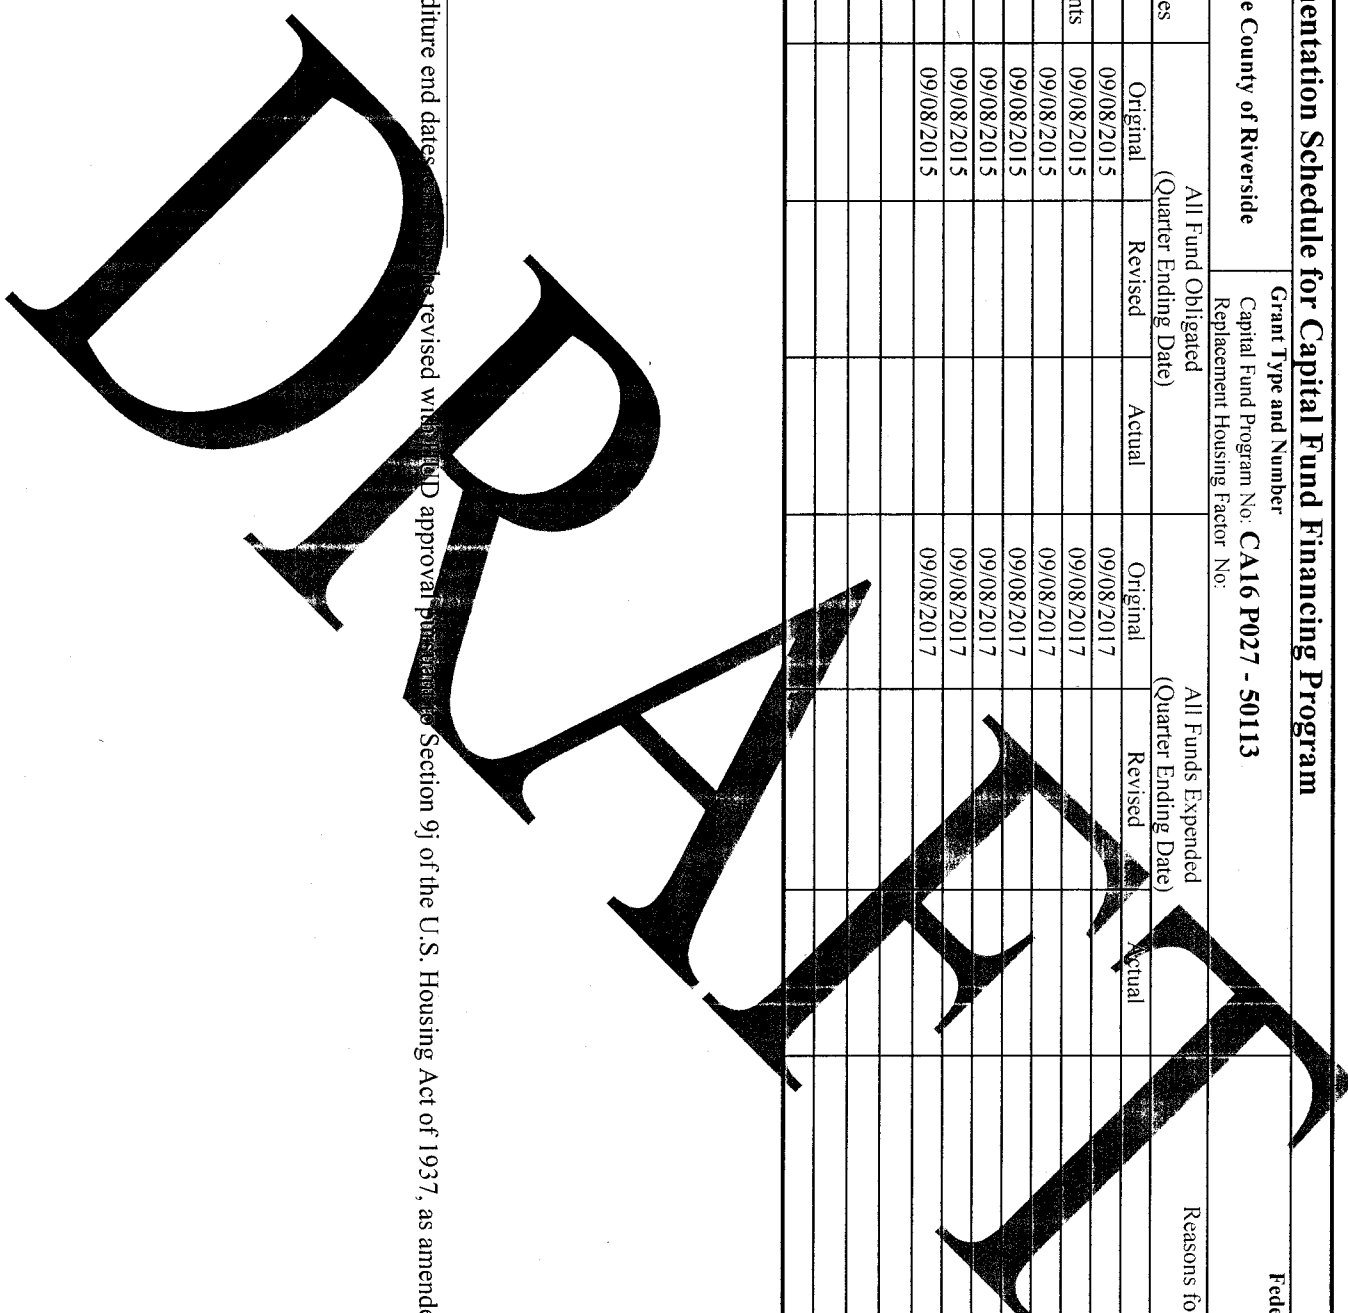 entation Schedule for Capital Fund Financing Program
e County of Riverside
Grant Type and Number
Capital Fund Program No: CA16 P027 - 50113
Replacement Housing Factor No:
Fede
es
All Fund Obligated
(Quarter Ending Date)
All Funds Expended
(Quarter Ending Date)
Reasons fo
Original Revised Actual Original Revised Actual
09/08/2015 09/08/2017
nts 09/08/2015 09/08/2017
09/08/2015 09/08/2017
09/08/2015 09/08/2017
09/08/2015 09/08/2017
09/08/2015 09/08/2017
09/08/2015 09/08/2017
diture end dates be revised with HUD approval pursuant to Section 9j of the U.S. Housing Act of 1937, as amende
DRAFT